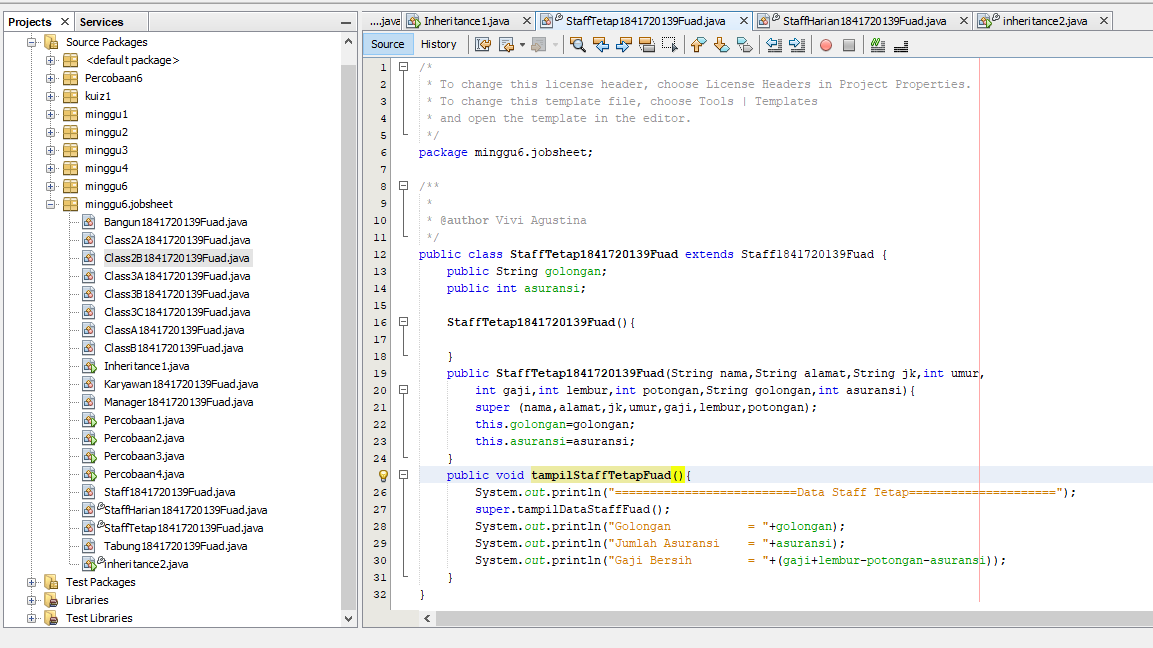 Projects
Services
Source Packages
<default package>
Percobaan6
kuiz1
minggu1
minggu2
minggu3
minggu4
minggu6
minggu6.jobsheet
Bangun1841720139Fuad.java
Class2A1841720139Fuad.java
Class2B1841720139Fuad.java
Class3A1841720139Fuad.java
Class3B1841720139Fuad.java
Class3C1841720139Fuad.java
ClassA1841720139Fuad.java
ClassB1841720139Fuad.java
Inheritance1.java
Karyawan1841720139Fuad.java
Manager1841720139Fuad.java
Percobaan1.java
Percobaan2.java
Percobaan3.java
Percobaan4.java
Staff1841720139Fuad.java
StaffHarian1841720139Fuad.java
StaffTetap1841720139Fuad.java
Tabung1841720139Fuad.java
inheritance2.java
Test Packages
Libraries
Test Libraries
....java Inheritance1.java StaffTetap1841720139Fuad.java StaffHarian1841720139Fuad.java inheritance2.java
Source History
1 /*
2 * To change this license header, choose License Headers in Project Properties.
3 * To change this template file, choose Tools | Templates
4 * and open the template in the editor.
5 */
6 package minggu6.jobsheet;
7
8 /**
9 *
10 * @author Vivi Agustina
11 */
12 public class StaffTetap1841720139Fuad extends Staff1841720139Fuad {
13 public String golongan;
14 public int asuransi;
15
16 StaffTetap1841720139Fuad(){
17
18 }
19 public StaffTetap1841720139Fuad(String nama,String alamat,String jk,int umur,
20 int gaji,int lembur,int potongan,String golongan,int asuransi){
21 super (nama,alamat,jk,umur,gaji,lembur,potongan);
22 this.golongan=golongan;
23 this.asuransi=asuransi;
24 }
public void tampilStaffTetapFuad(){
26 System.out.println("==========================Data Staff Tetap=====================");
27 super.tampilDataStaffFuad();
28 System.out.println("Golongan = "+golongan);
29 System.out.println("Jumlah Asuransi = "+asuransi);
30 System.out.println("Gaji Bersih = "+(gaji+lembur-potongan-asuransi));
31 }
32 }